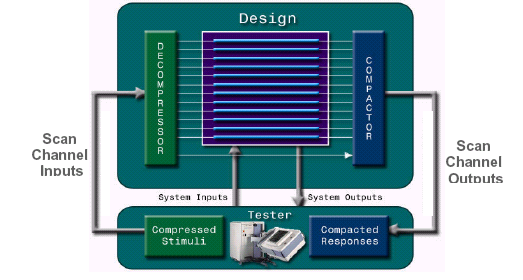 Design
DECOMPRESSOR
COMPACTOR
Scan
Channel
Inputs
Scan
Channel
Outputs
System Inputs
System Outputs
Tester
Compressed
Stimuli
Compacted
Responses